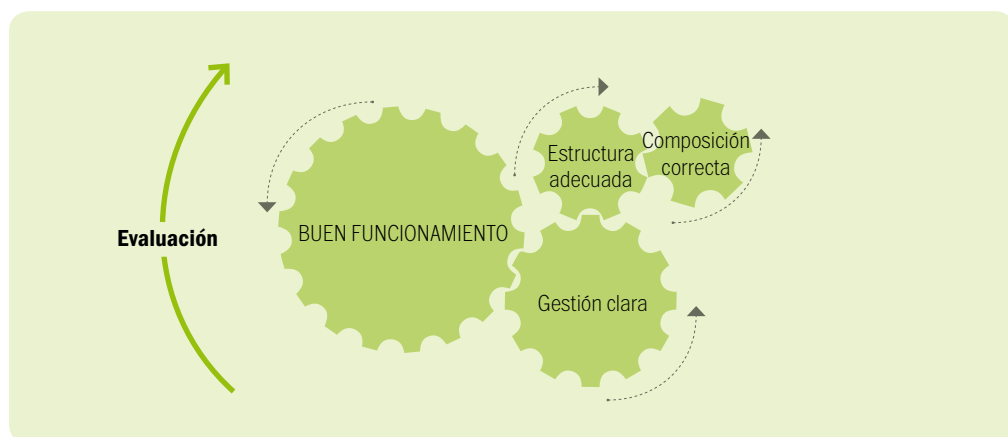 Evaluación
BUEN FUNCIONAMIENTO
Estructura
adecuada
Composición
correcta
Gestión clara